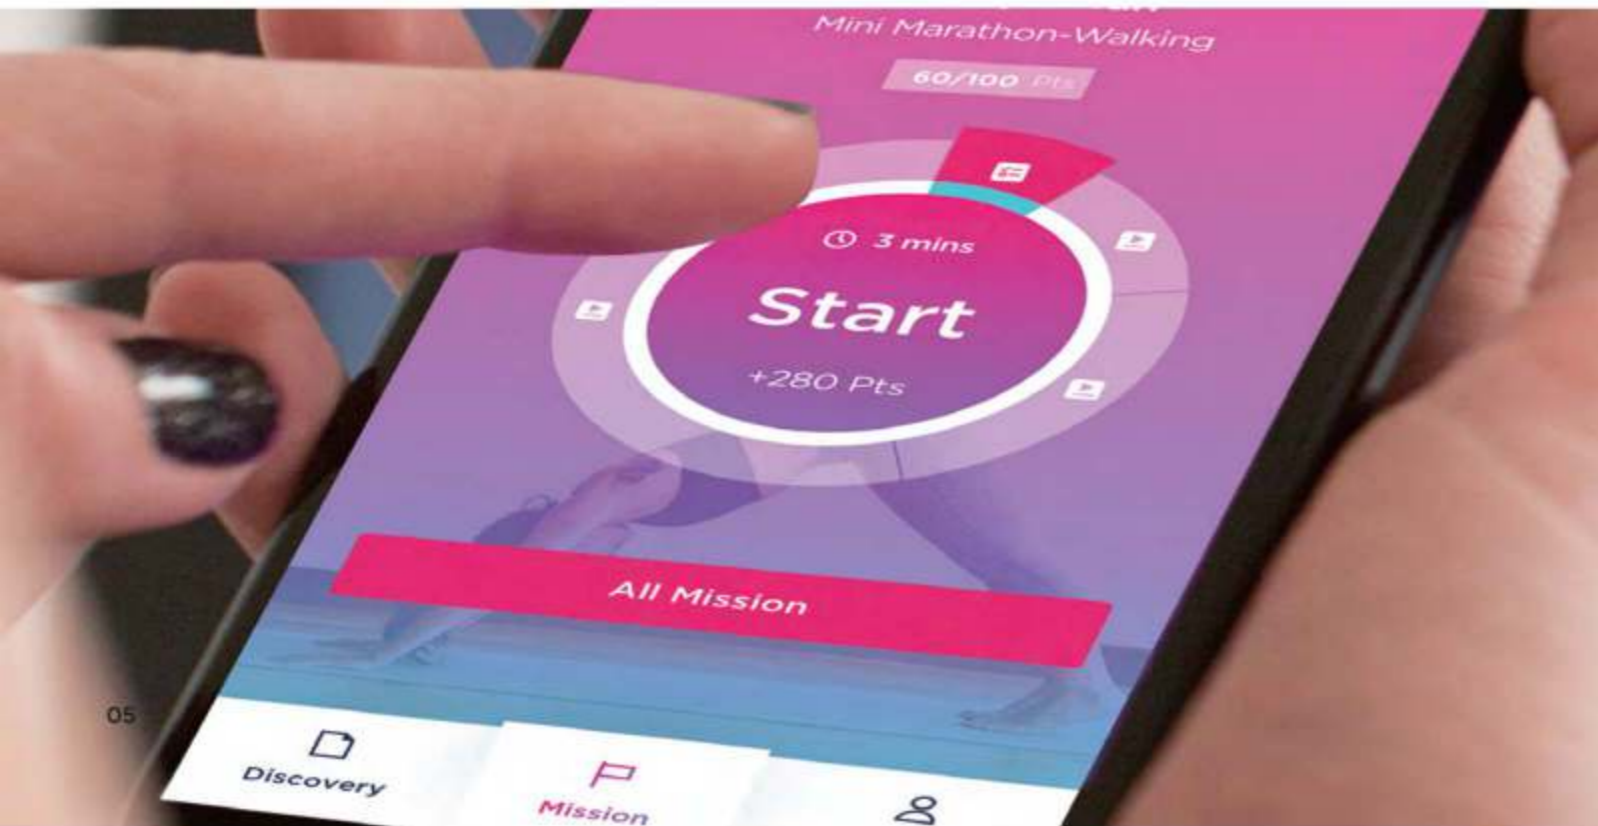 Mini Marathon-Walking
60/100 Pts
3 mins
Start
+280 Pts
All Mission
05
Discovery
Mission